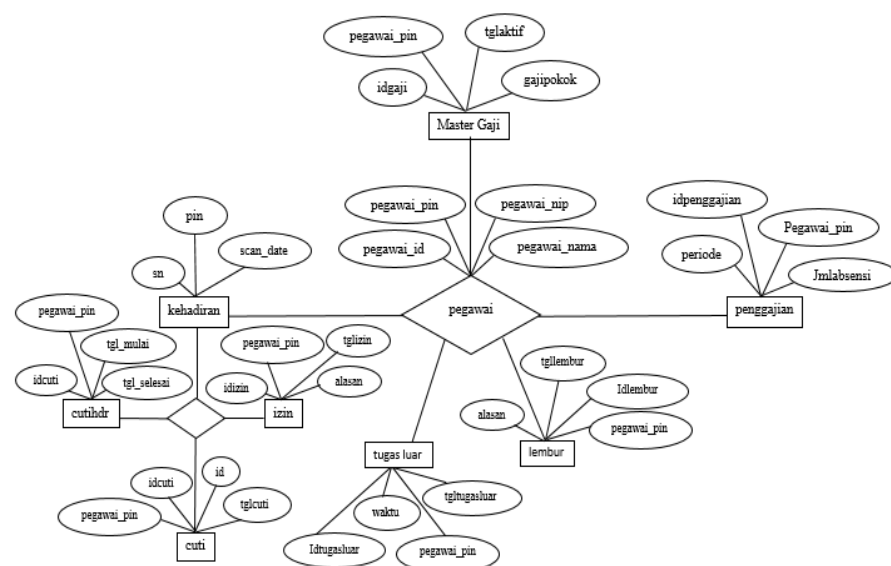 pegawai_pin
tglaktif
idgaji
gajipokok
Master Gaji
pin
scan_date
sn
kehadiran
pegawai_pin
pegawai_nip
pegawai_id
pegawai_nama
pegawai
idpenggajian
Pegawai_pin
periode
Jmlabsensi
penggajian
pegawai_pin
tgl_mulai
idcuti
tgl_selesai
cutihdr
pegawai_pin
tglizin
idizin
alasan
izin
tgllembur
Idlembur
alasan
pegawai_pin
lembur
tugas luar
tgltugasluar
waktu
Idtugasluar
pegawai_pin
idcuti
id
pegawai_pin
tglcuti
cuti